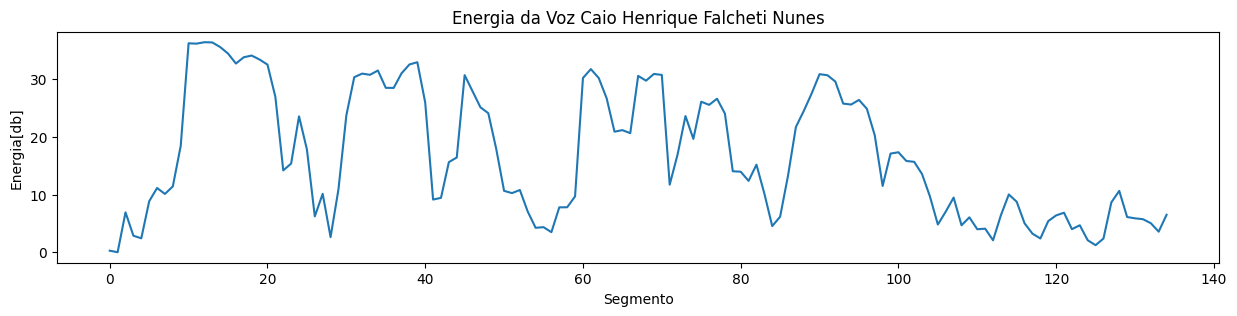 Energia da Voz Caio Henrique Falcheti Nunes
Energia[db]
30
20
10
0
0 20 40 60 80 100 120 140
Segmento